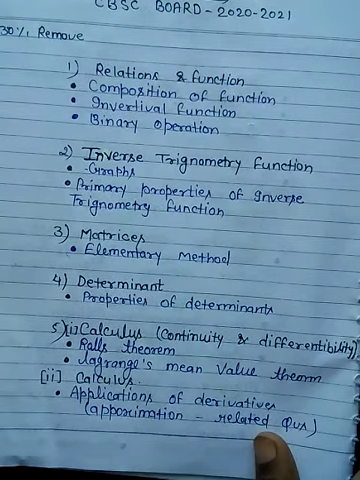 CBSC BOARD - 2020-2021
30% Remove
1) Relations & function
• Composition of function
• Invertival function
• Binary operation
2) Inverse Trignometry function
• Graphs
• Primary properties of Inverse
Trignometry function
3) Matrices
• Elementary Method
4) Determinant
• Properties of determinants
5)(i) Calculus (Continuity & differentibility)
• Rolls theorem
• Lagrange's mean value theorm
[ii] Calculus.
• Applications of derivatives
(apporimation related Qus)